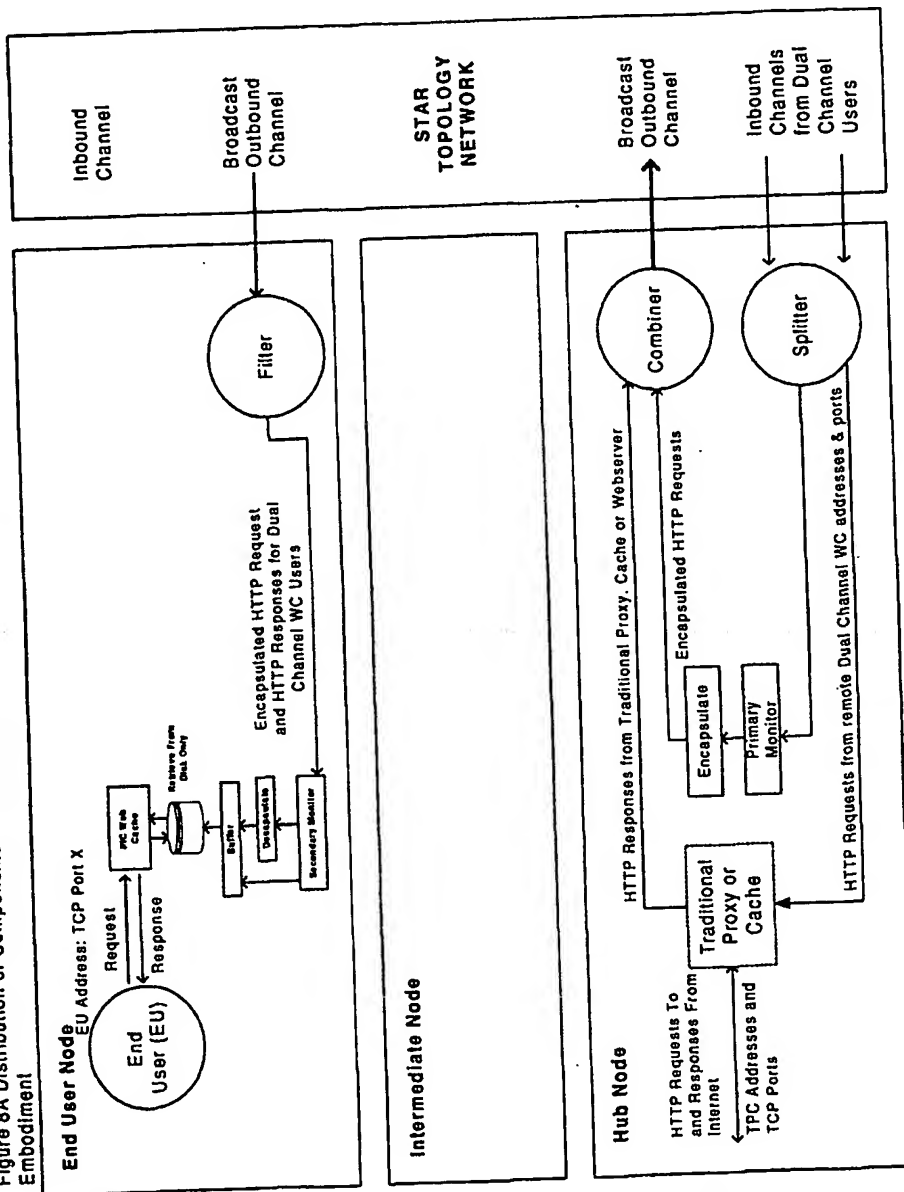 Figure 8A Distribution of Components
Embodiment
End User Node
EU Address: TCP Port X
End
User (EU)
Request
Response
PIC Web
Cache
Retrieve From
Disk Only
Buffer
Decapsulate
Secondary Monitor
Encapsulated HTTP Request
and HTTP Responses for Dual
Channel WC Users
Filter
Inbound
Channel
Broadcast
Outbound
Channel
STAR
TOPOLOGY
NETWORK
Intermediate Node
Hub Node
HTTP Requests To
and Responses From
Internet
TPC Addresses and
TCP Ports
Traditional
Proxy or
Cache
HTTP Responses from Traditional Proxy. Cache or Webserver
Encapsulated HTTP Requests
Encapsulate
Primary
Monitor
HTTP Requests from remote Dual Channel WC addresses & ports
Combiner
Splitter
Broadcast
Outbound
Channel
Inbound
Channels
from Dual
Channel
Users